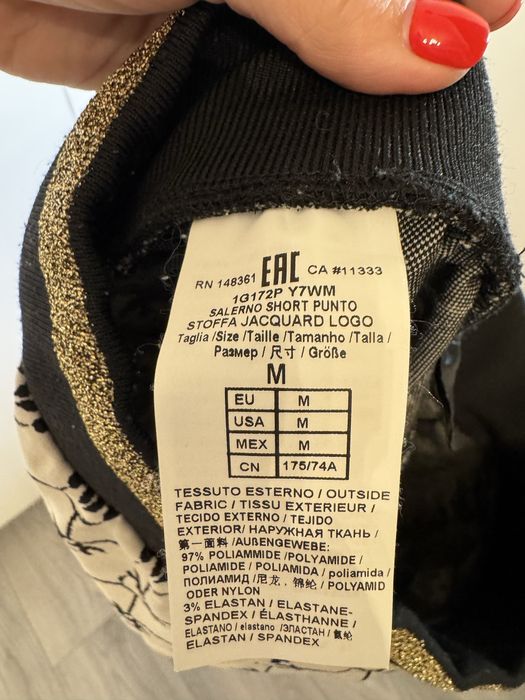 RN 148361 EAC CA #11333
1G172P Y7WM
SALERNO SHORT PUNTO
STOFFA JACQUARD LOGO
Taglia /Size /Taille /Tamanho /Talla /
Размер / 尺寸 / Größe
M
EU M
USA M
MEX M
CN 175/74A
TESSUTO ESTERNO / OUTSIDE
FABRIC / TISSU EXTERIEUR /
TECIDO EXTERNO / TEJIDO
EXTERIOR/ НАРУЖНАЯ ТКАНЬ /
第一面料 /AUßENGEWEBE:
97% POLIAMMIDE /POLYAMIDE /
POLIAMIDE / POLIAMIDA / poliamida /
ПОЛИАМИД /尼龙．锦纶 / POLYAMID
ODER NYLON
3% ELASTAN / ELASTANE-
SPANDEX / ÉLASTHANNE /
ELASTANO / elastano /ЭЛАСТАН / 氨纶
ELASTAN / SPANDEX